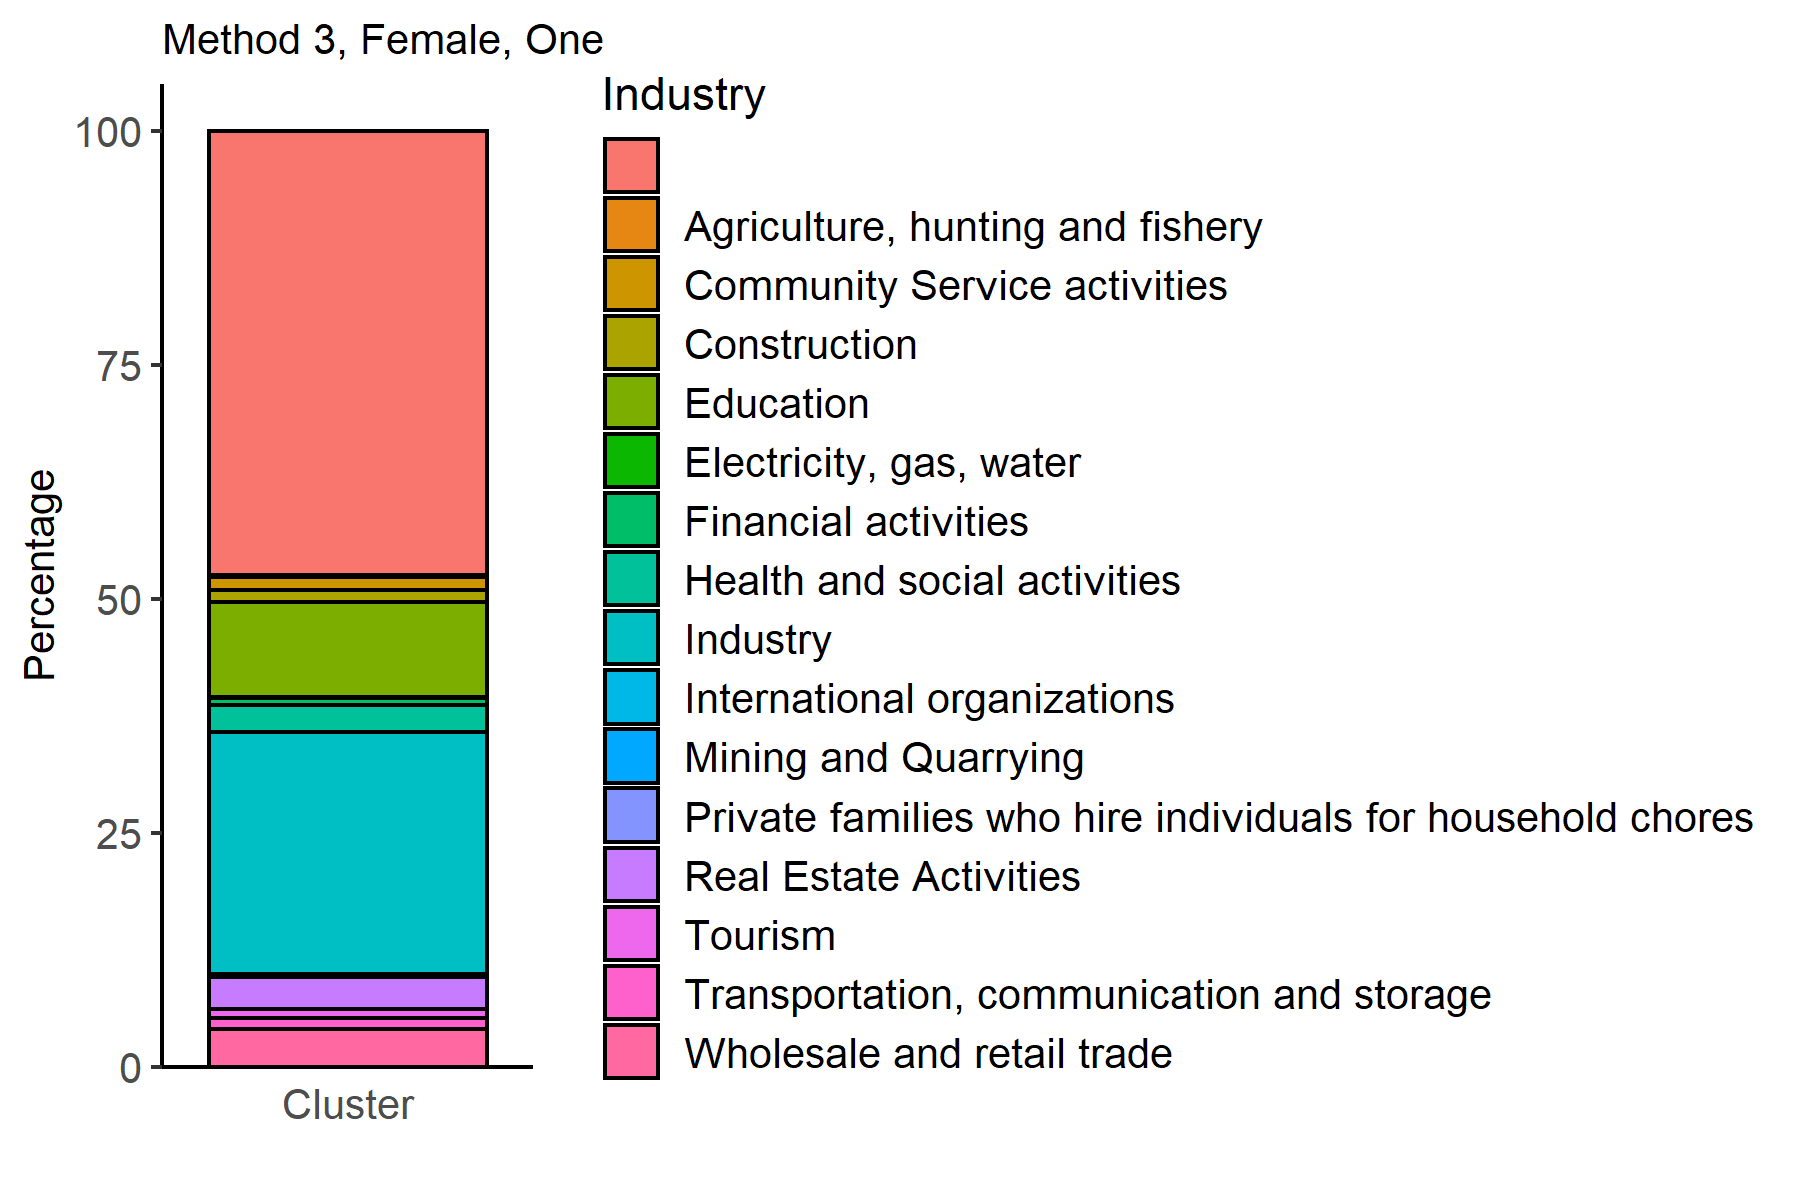 Method 3, Female, One
Industry
100
75
50
25
0
Percentage
Cluster
Agriculture, hunting and fishery
Community Service activities
Construction
Education
Electricity, gas, water
Financial activities
Health and social activities
Industry
International organizations
Mining and Quarrying
Private families who hire individuals for household chores
Real Estate Activities
Tourism
Transportation, communication and storage
Wholesale and retail trade